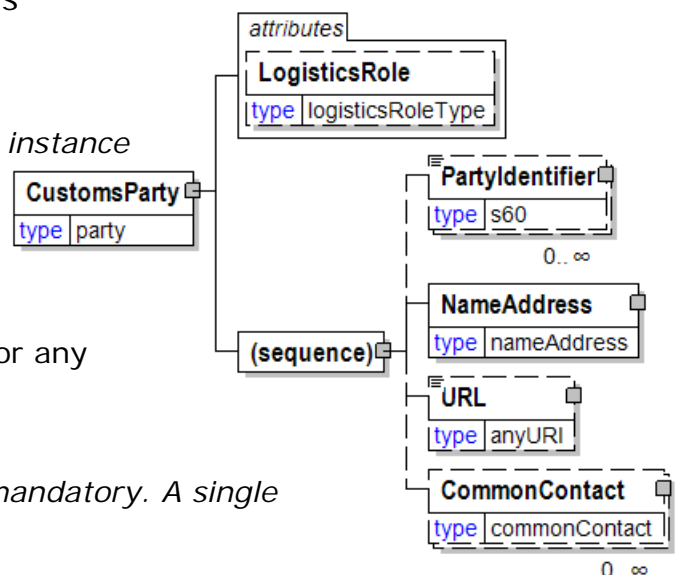 s
attributes
LogisticsRole
type logisticsRoleType
instance
CustomsParty
type party
PartyIdentifier
type s60
0.. ∞
NameAddress
type nameAddress
(sequence)
or any
URL
type anyURI
mandatory. A single
CommonContact
type commonContact
0.. ∞